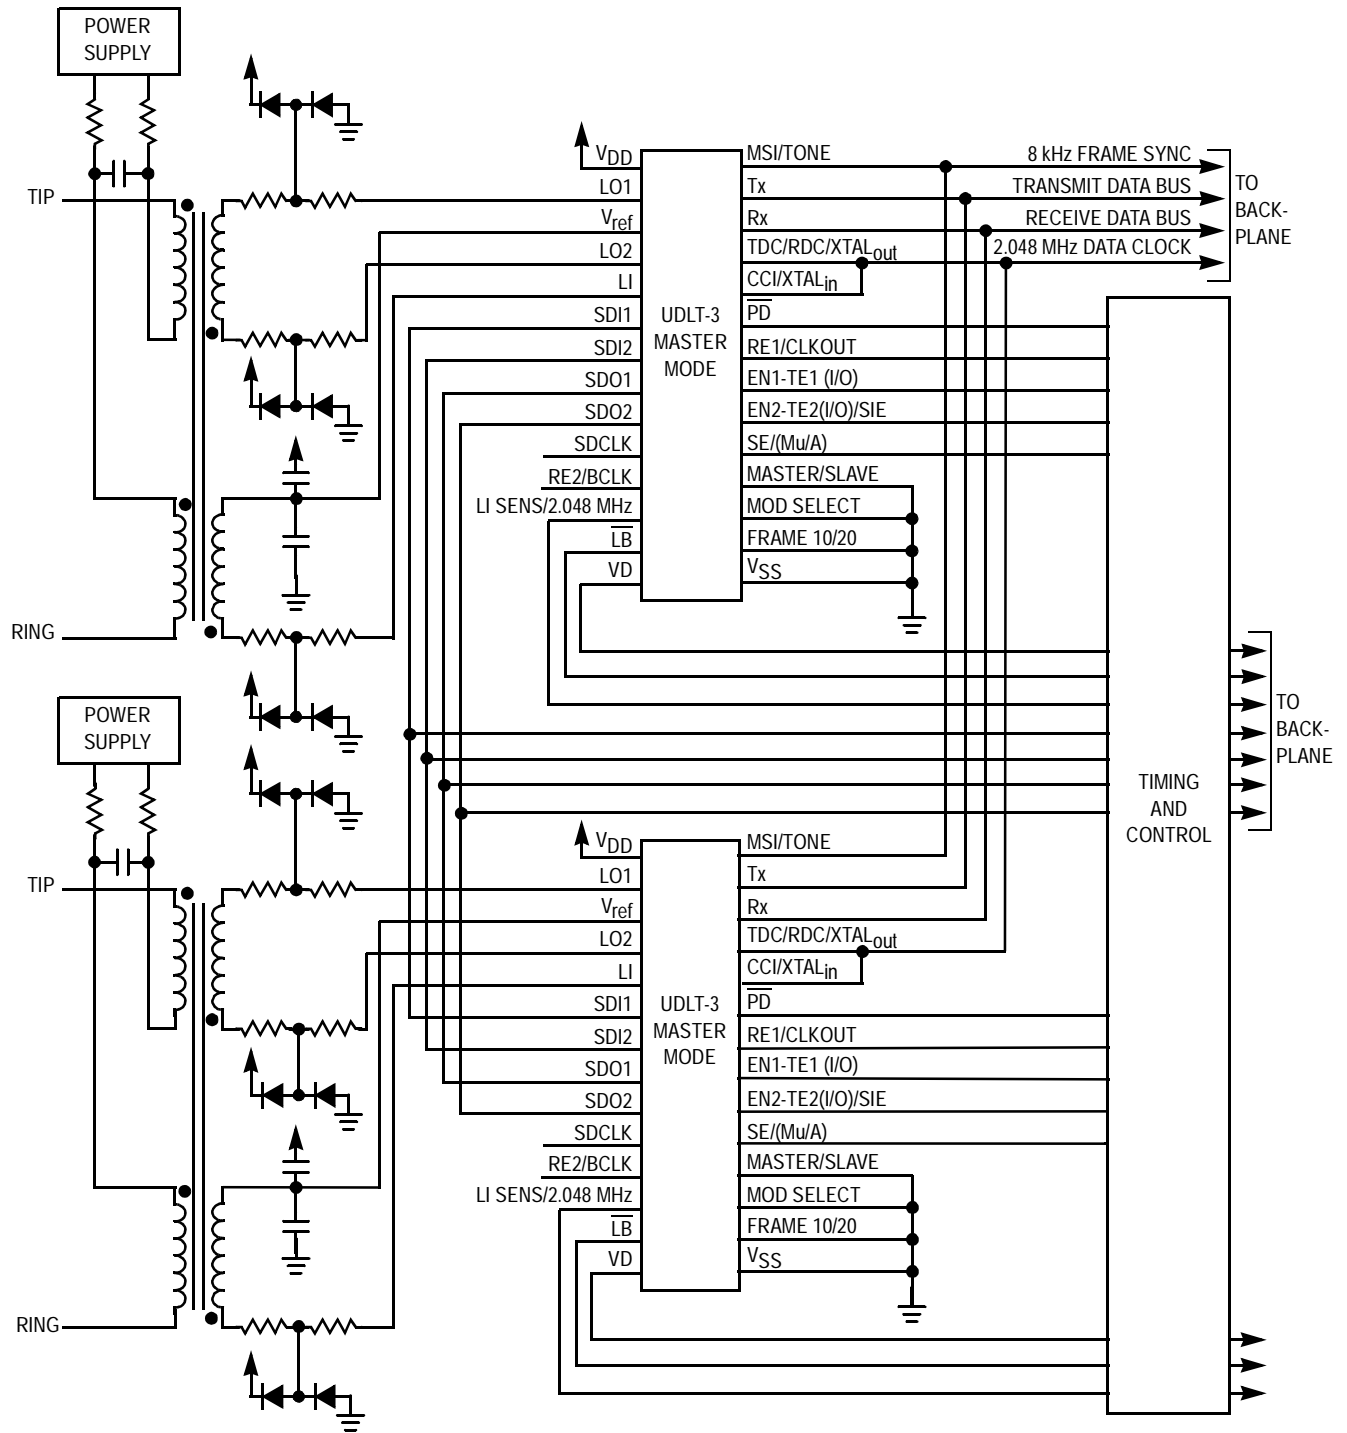 POWER
SUPPLY
TIP
RING
VDD
LO1
Vref
LO2
LI
SDI1
SDI2
SDO1
SDO2
SDCLK
RE2/BCLK
LI SENS/2.048 MHz
LB
VD
UDLT-3
MASTER
MODE
MSI/TONE
Tx
Rx
TDC/RDC/XTALout
CCI/XTALin
PD
RE1/CLKOUT
EN1-TE1 (I/O)
EN2-TE2(I/O)/SIE
SE/(Mu/A)
MASTER/SLAVE
MOD SELECT
FRAME 10/20
VSS
8 kHz FRAME SYNC
TRANSMIT DATA BUS
RECEIVE DATA BUS
2.048 MHz DATA CLOCK
TO
BACK-
PLANE
TIMING
AND
CONTROL
TO
BACK-
PLANE
POWER
SUPPLY
TIP
RING
VDD
LO1
Vref
LO2
LI
SDI1
SDI2
SDO1
SDO2
SDCLK
RE2/BCLK
LI SENS/2.048 MHz
LB
VD
UDLT-3
MASTER
MODE
MSI/TONE
Tx
Rx
TDC/RDC/XTALout
CCI/XTALin
PD
RE1/CLKOUT
EN1-TE1 (I/O)
EN2-TE2(I/O)/SIE
SE/(Mu/A)
MASTER/SLAVE
MOD SELECT
FRAME 10/20
VSS